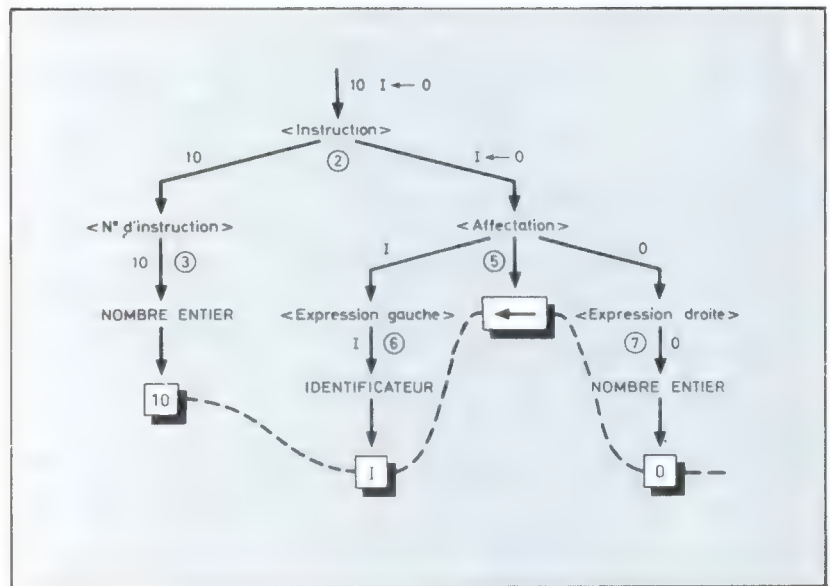 10 I ← 0
<Instruction>
10 ② I ← 0
<N° d'instruction> <Affectation>
10 ③ I ⑤ 0
NOMBRE ENTIER <Expression gauche> ← <Expression droite>
I ⑥ ⑦ 0
10 IDENTIFICATEUR NOMBRE ENTIER
I 0